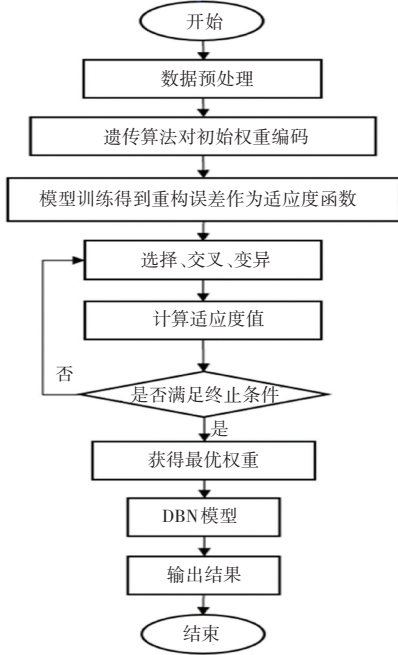 开始
数据预处理
遗传算法对初始权重编码
模型训练得到重构误差作为适应度函数
选择、交叉、变异
计算适应度值
否
是否满足终止条件
是
获得最优权重
DBN模型
输出结果
结束